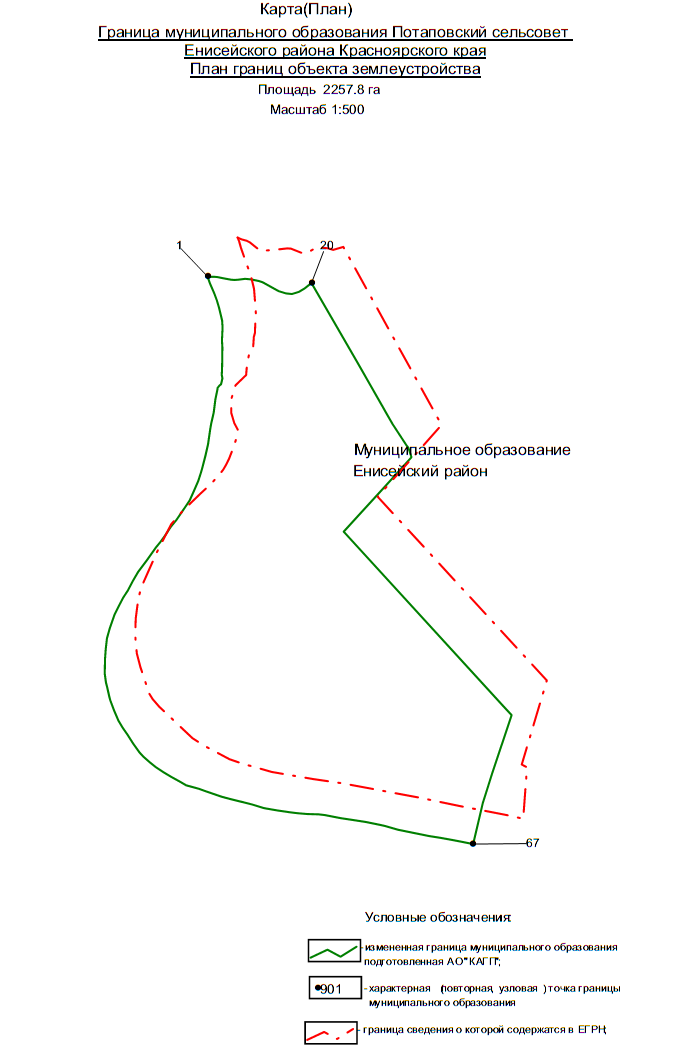 Карта(План)
Граница муниципального образования Потаповский сельсовет
Енисейского района Красноярского края
План границ объекта землеустройства
Площадь 2257.8 га
Масштаб 1:500
1
20
Муниципальное образование
Енисейский район
67
Условные обозначения:
- измененная граница муниципального образования
подготовленная АО"КАГП";
901
- характерная (повторная, узловая ) точка границы
муниципального образования
- граница сведения о которой содержатся в ЕГРН;